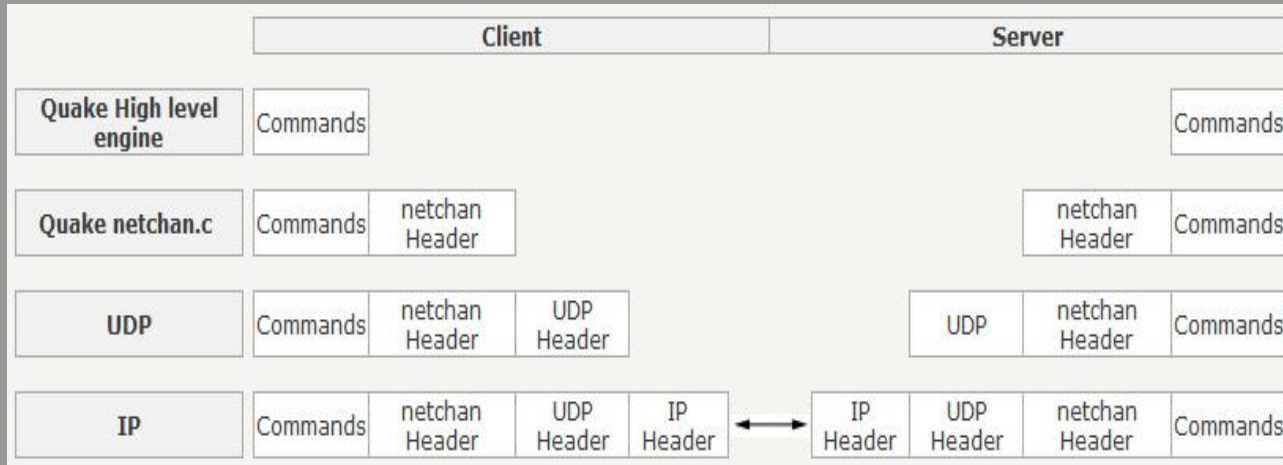 Client Server
Quake High level
engine
Commands
Commands
Quake netchan.c
Commands
netchan
Header
netchan
Header
Commands
UDP
Commands
netchan
Header
UDP
Header
UDP
netchan
Header
Commands
IP
Commands
netchan
Header
UDP
Header
IP
Header
IP
Header
UDP
Header
netchan
Header
Commands